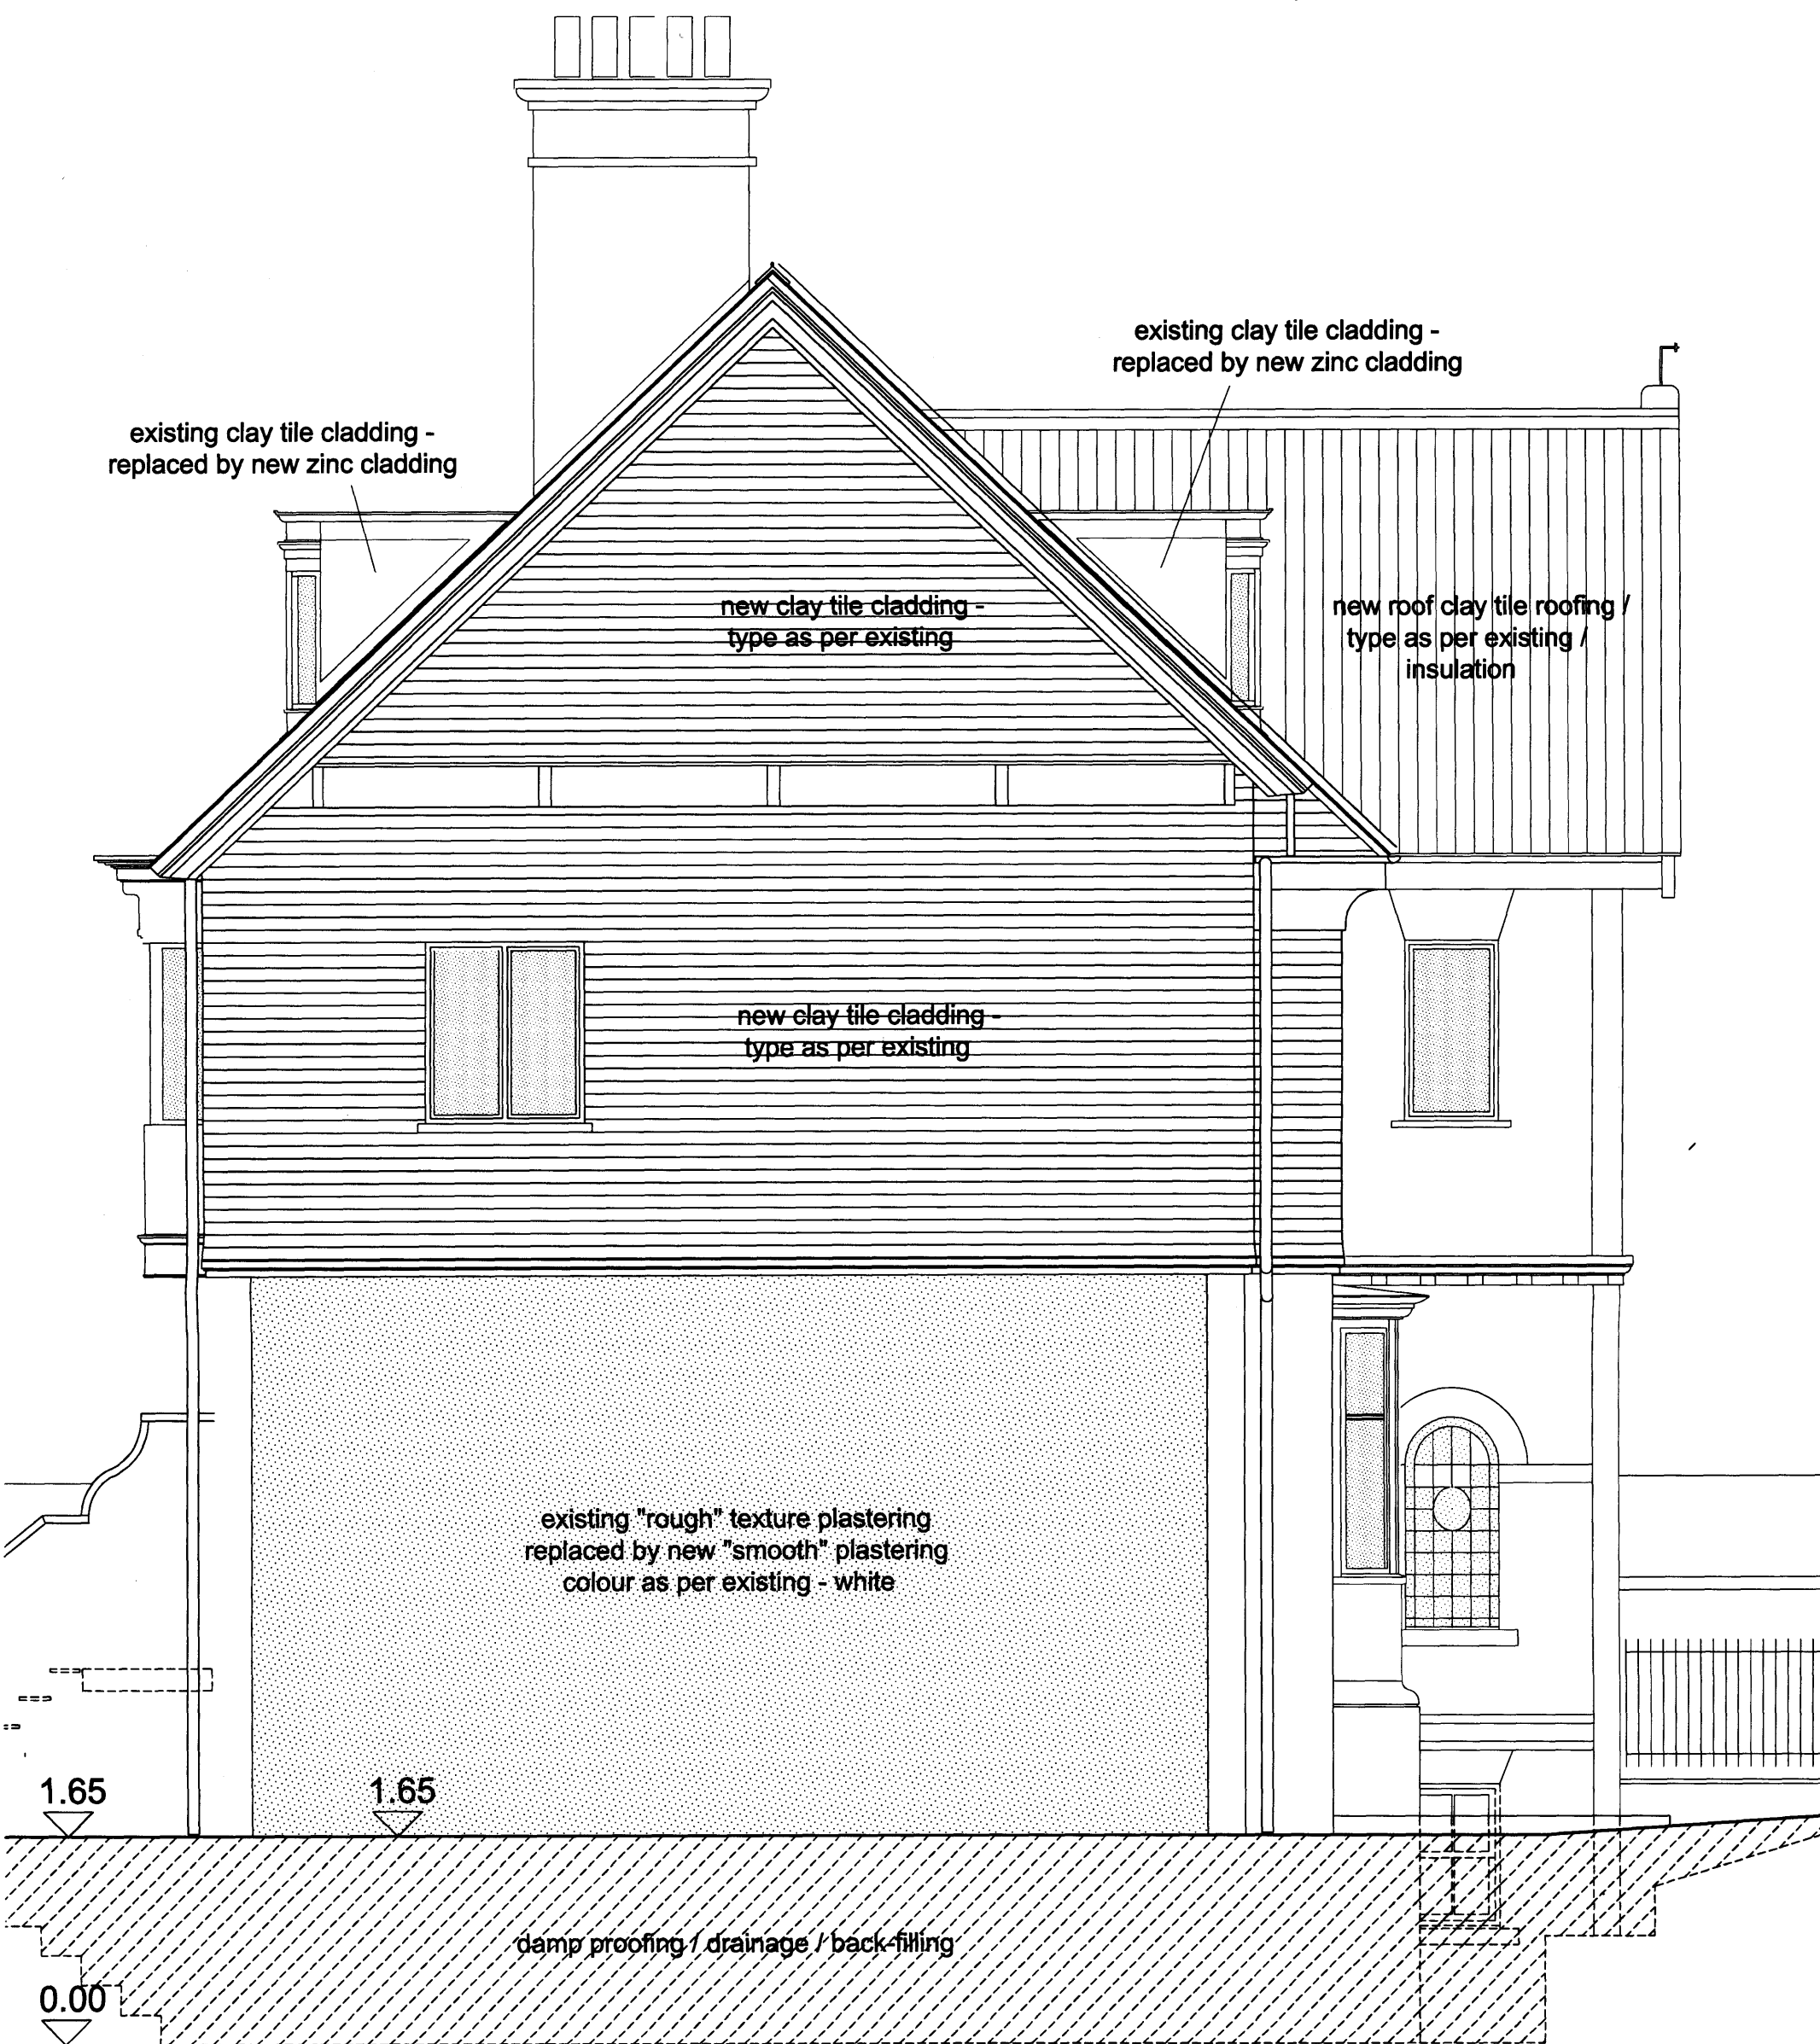 existing clay tile cladding -
replaced by new zinc cladding
existing clay tile cladding -
replaced by new zinc cladding
new clay tile cladding -
type as per existing
new roof clay tile roofing /
type as per existing /
insulation
new clay tile cladding -
type as per existing
existing "rough" texture plastering
replaced by new "smooth" plastering
colour as per existing - white
1.65
1.65
damp proofing / drainage / back-filling
0.00